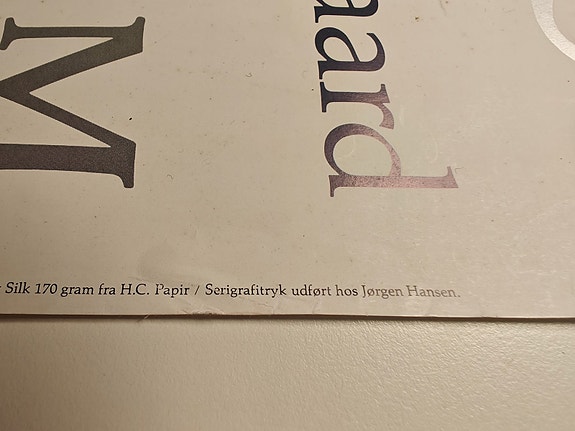 M
aard
Silk 170 gram fra H.C. Papir / Serigrafitryk udført hos Jørgen Hansen.